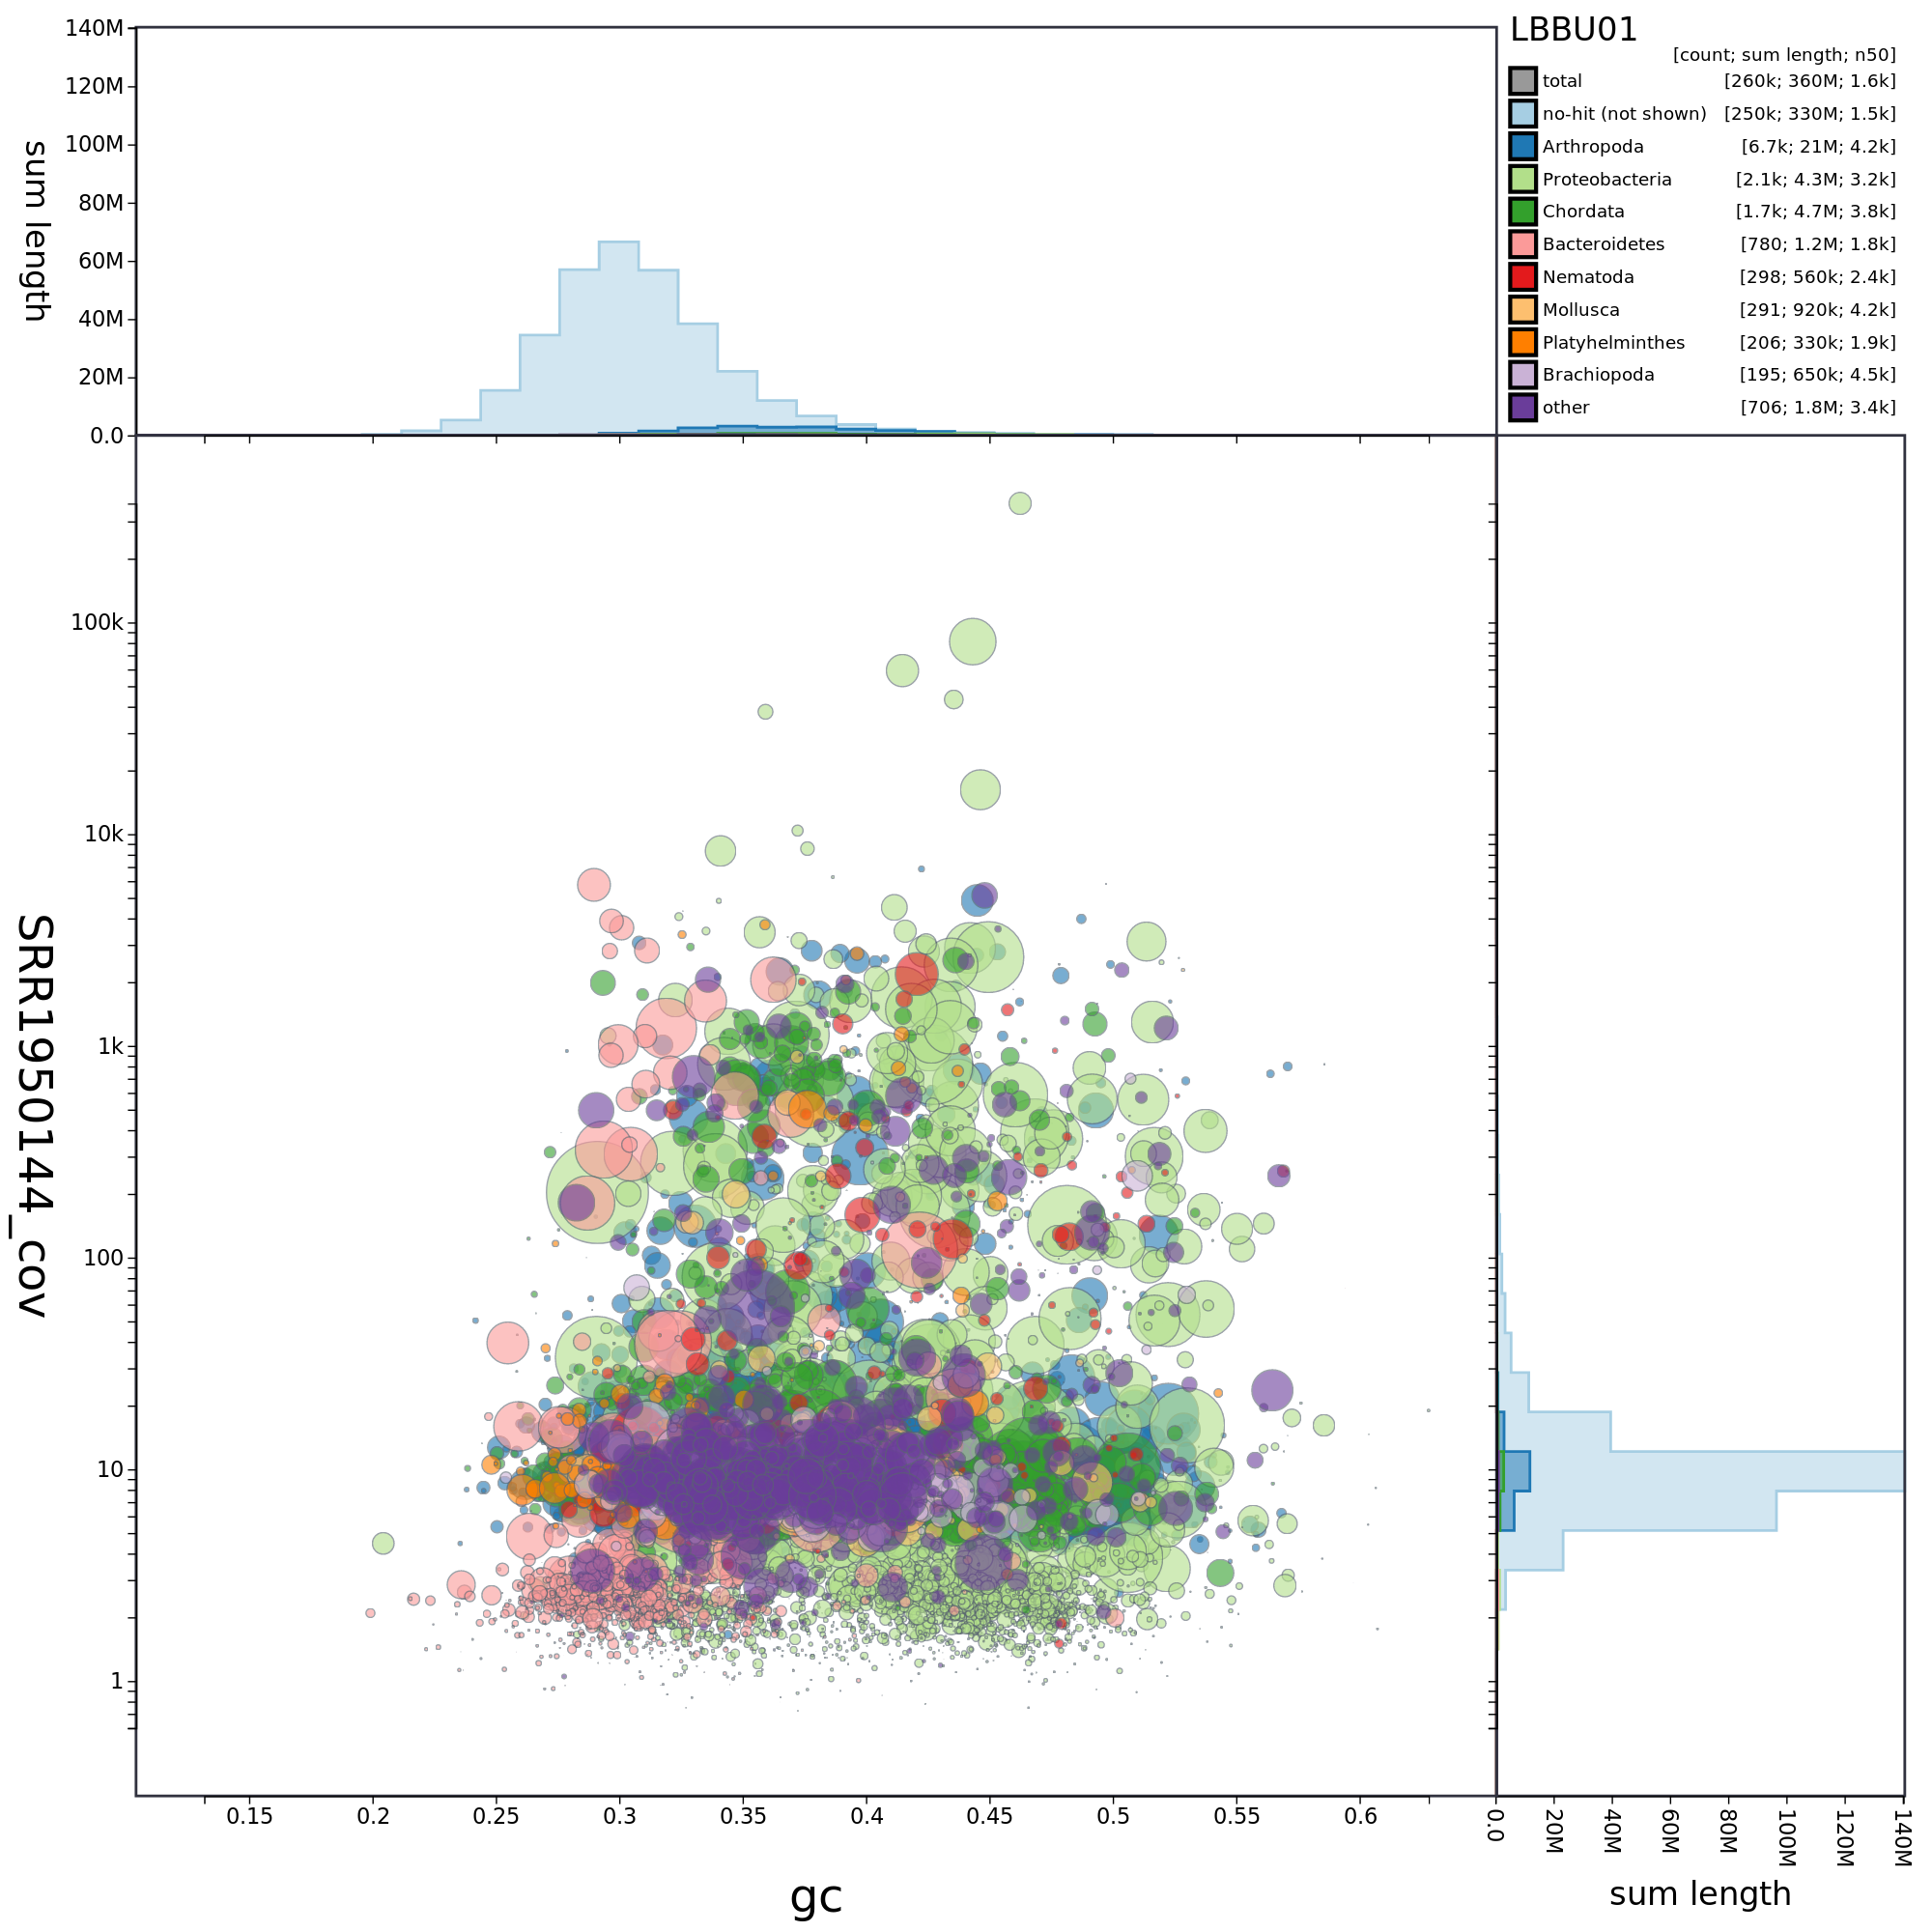 LBBU01
[count; sum length; n50]
total [260k; 360M; 1.6k]
no-hit (not shown) [250k; 330M; 1.5k]
Arthropoda [6.7k; 21M; 4.2k]
Proteobacteria [2.1k; 4.3M; 3.2k]
Chordata [1.7k; 4.7M; 3.8k]
Bacteroidetes [780; 1.2M; 1.8k]
Nematoda [298; 560k; 2.4k]
Mollusca [291; 920k; 4.2k]
Platyhelminthes [206; 330k; 1.9k]
Brachiopoda [195; 650k; 4.5k]
other [706; 1.8M; 3.4k]
sum length
140M
120M
100M
80M
60M
40M
20M
0.0
SRR1950144_cov
100k
10k
1k
100
10
1
0.15 0.2 0.25 0.3 0.35 0.4 0.45 0.5 0.55 0.6
gc
0.0 20M 40M 60M 80M 100M 120M 140M
sum length